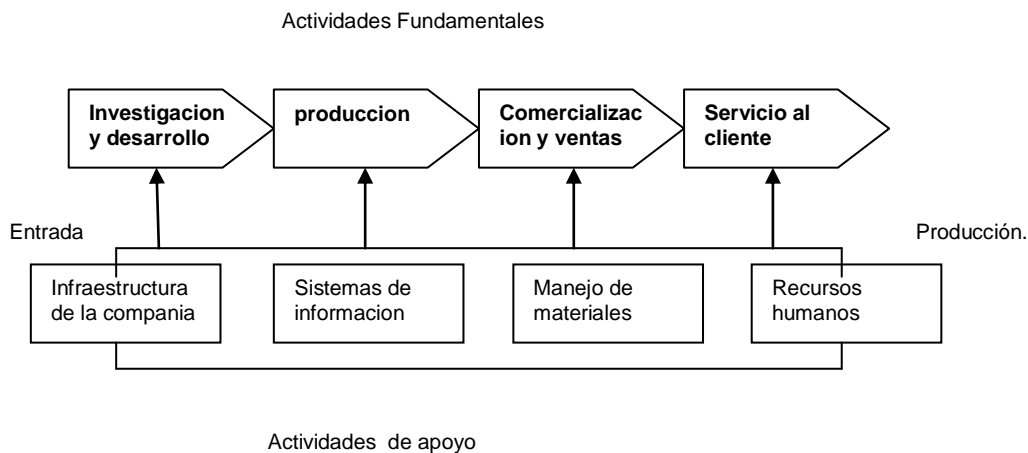 Actividades Fundamentales
Investigacion
y desarrollo
produccion
Comercializac
ion y ventas
Servicio al
cliente
Entrada
Producción.
Infraestructura
de la compania
Sistemas de
informacion
Manejo de
materiales
Recursos
humanos
Actividades de apoyo